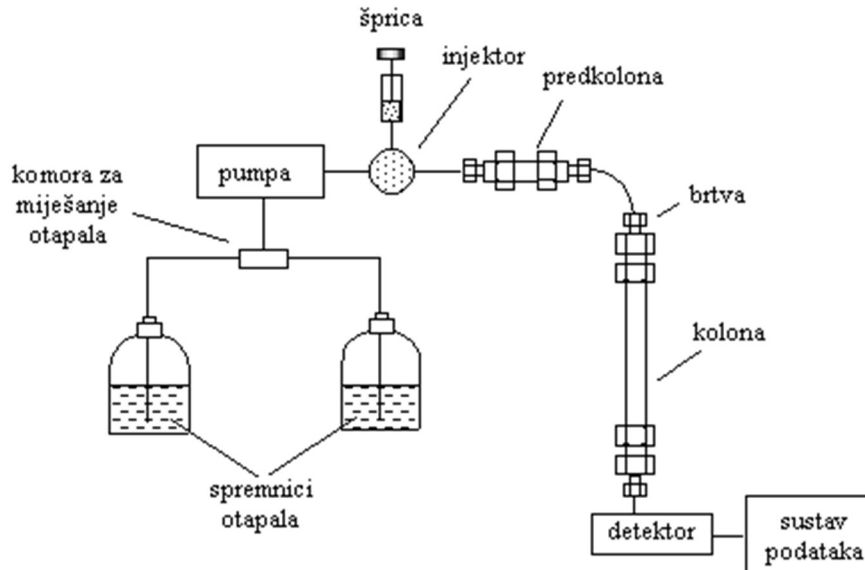 šprica
injektor
predkolona
pumpa
komora za
miješanje
otapala
brtva
kolona
spremnici
otapala
detektor
sustav
podataka